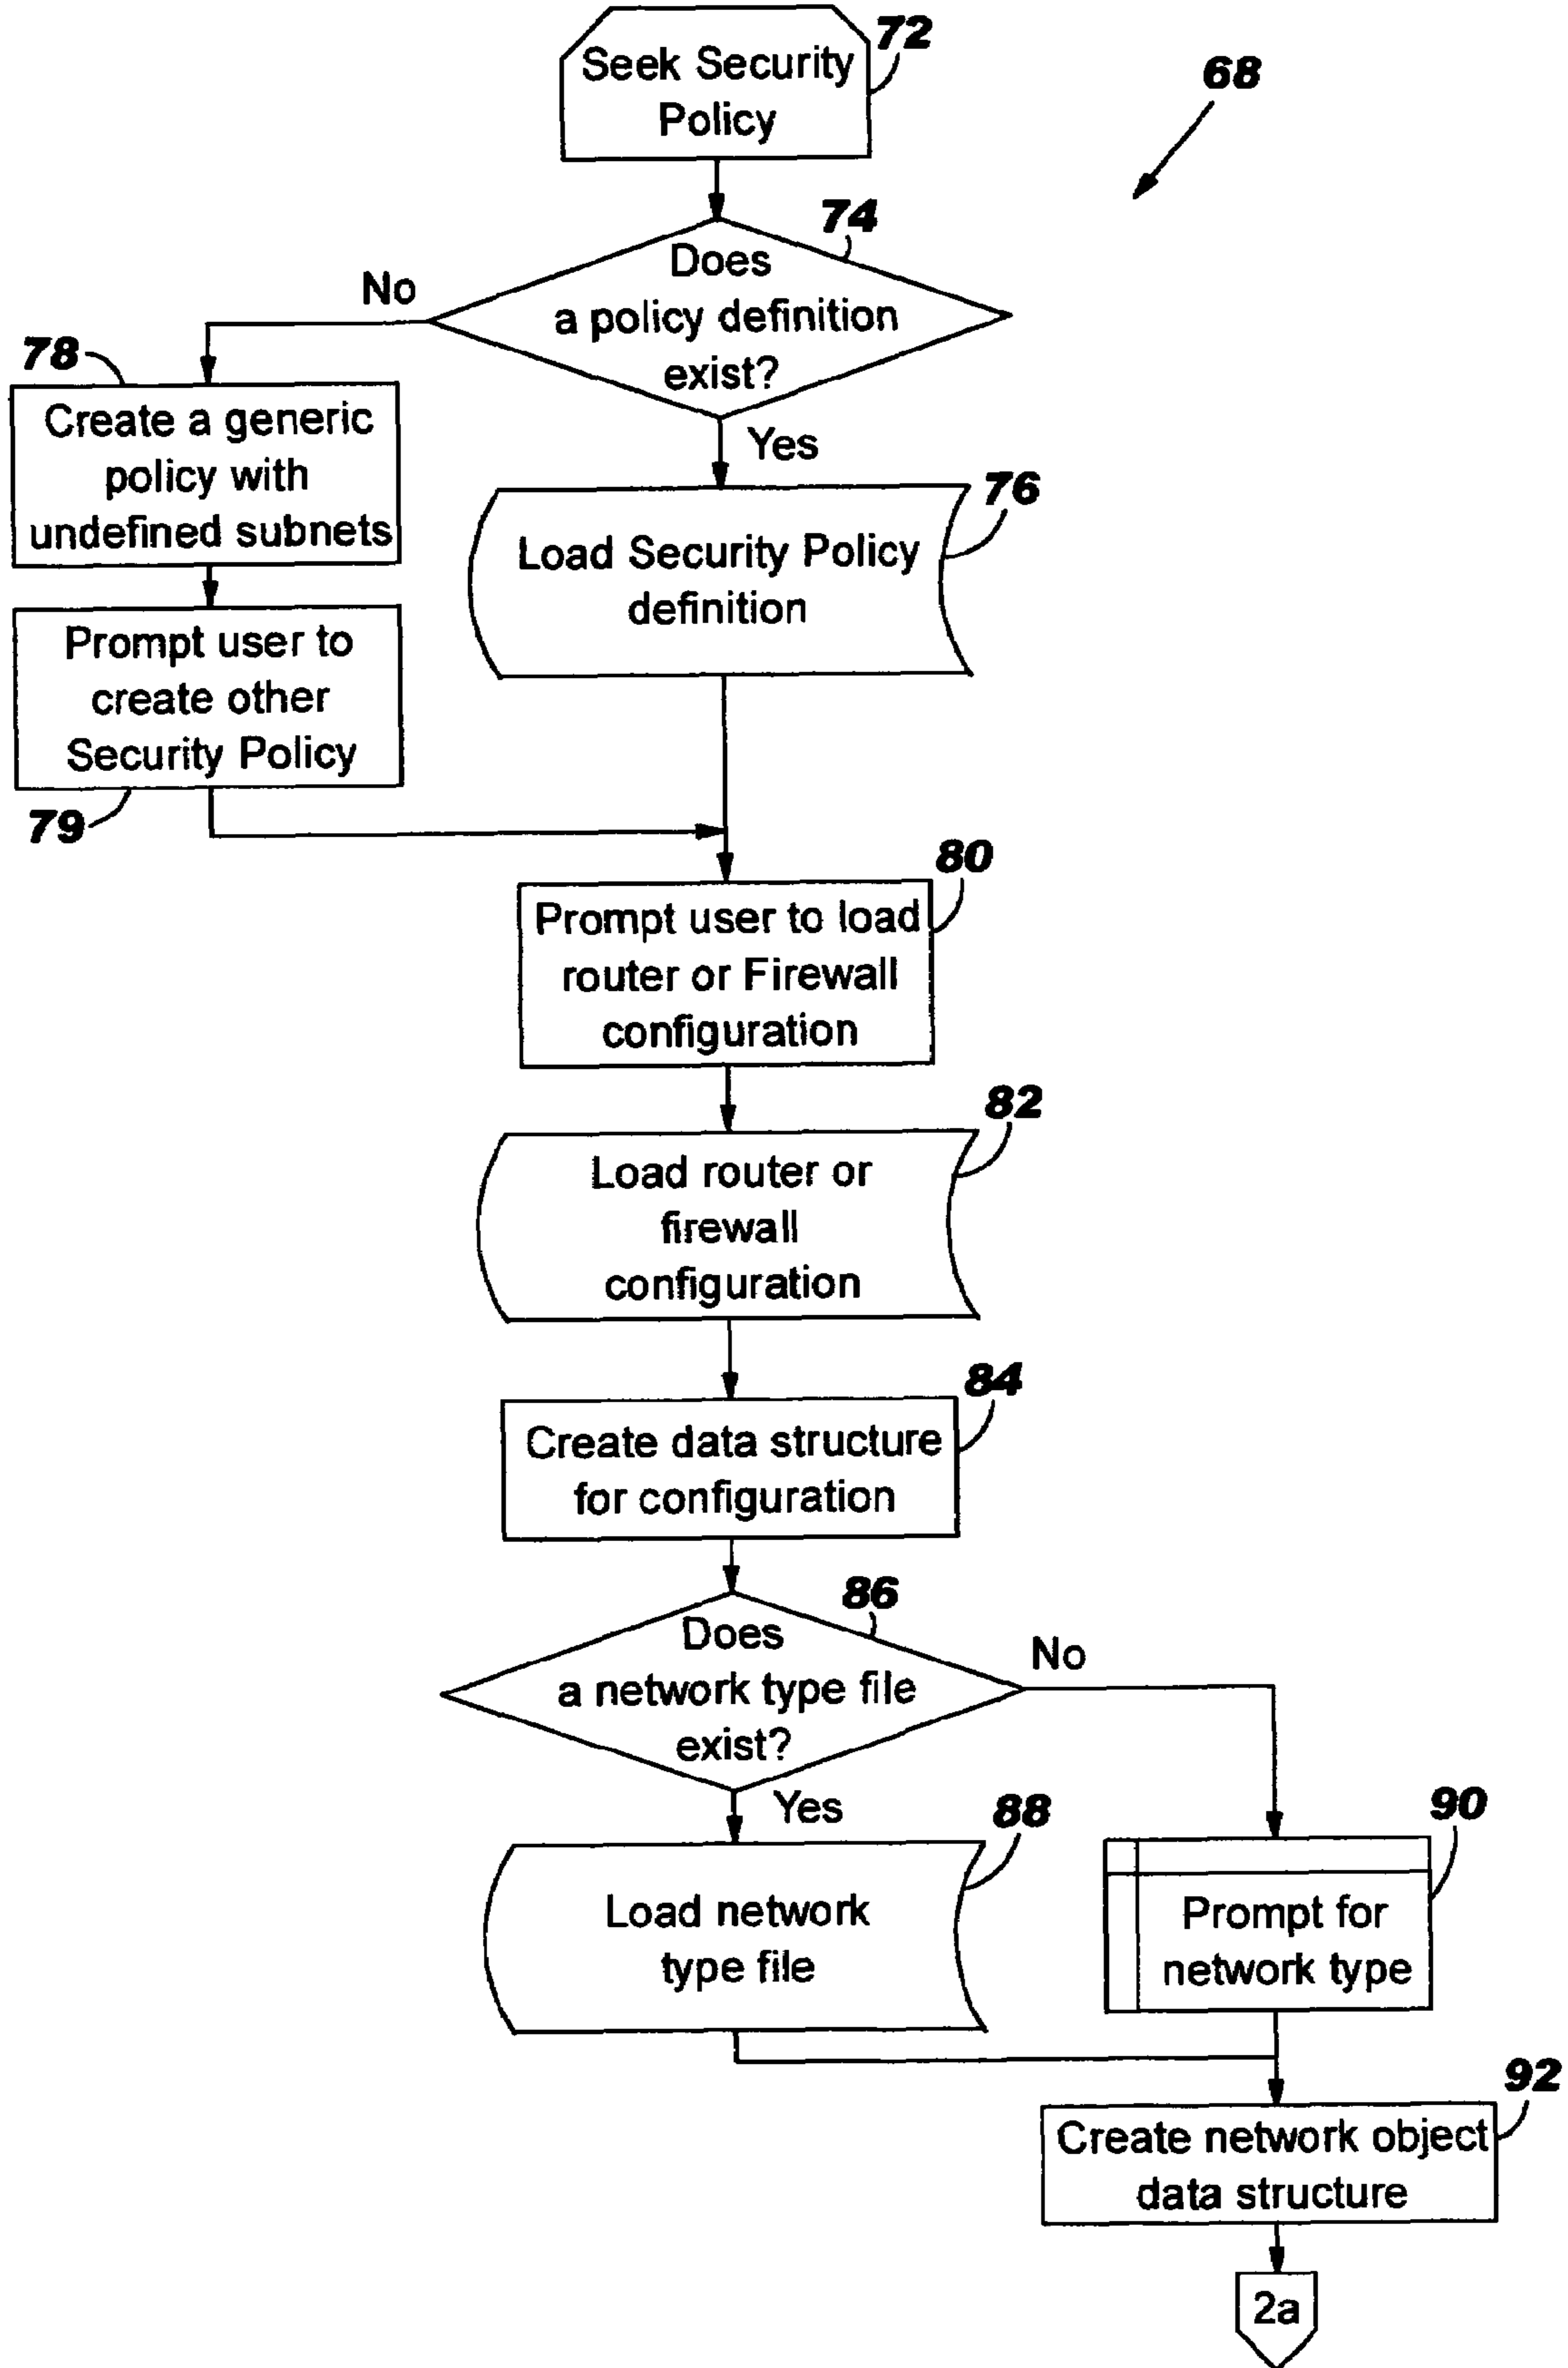 Seek Security
Policy
72
68
74
Does
a policy definition
exist?
No
Yes
78
Create a generic
policy with
undefined subnets
76
Load Security Policy
definition
Prompt user to
create other
Security Policy
79
80
Prompt user to load
router or Firewall
configuration
82
Load router or
firewall
configuration
84
Create data structure
for configuration
86
Does
a network type file
exist?
No
Yes
88
Load network
type file
90
Prompt for
network type
92
Create network object
data structure
2a